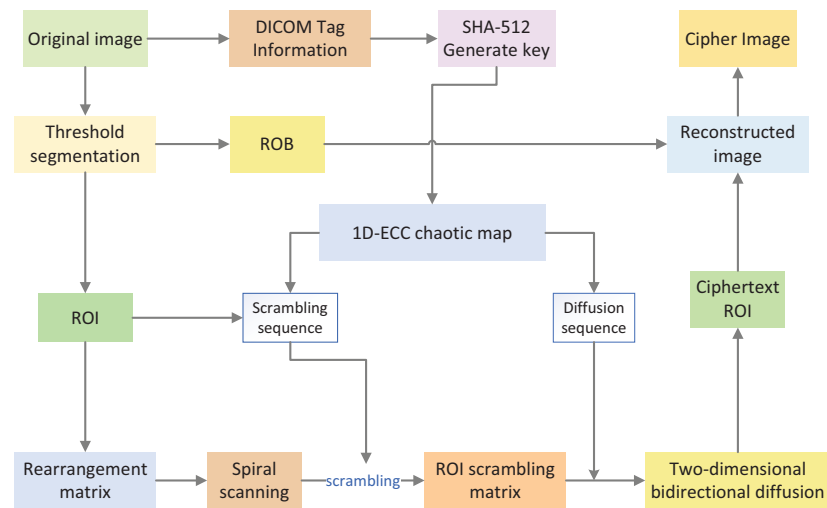 Original image
DICOM Tag
Information
SHA-512
Generate key
Cipher Image
Threshold
segmentation
ROB
Reconstructed
image
1D-ECC chaotic map
ROI
Scrambling
sequence
Diffusion
sequence
Ciphertext
ROI
Rearrangement
matrix
Spiral
scanning
scrambling
ROI scrambling
matrix
Two-dimensional
bidirectional diffusion